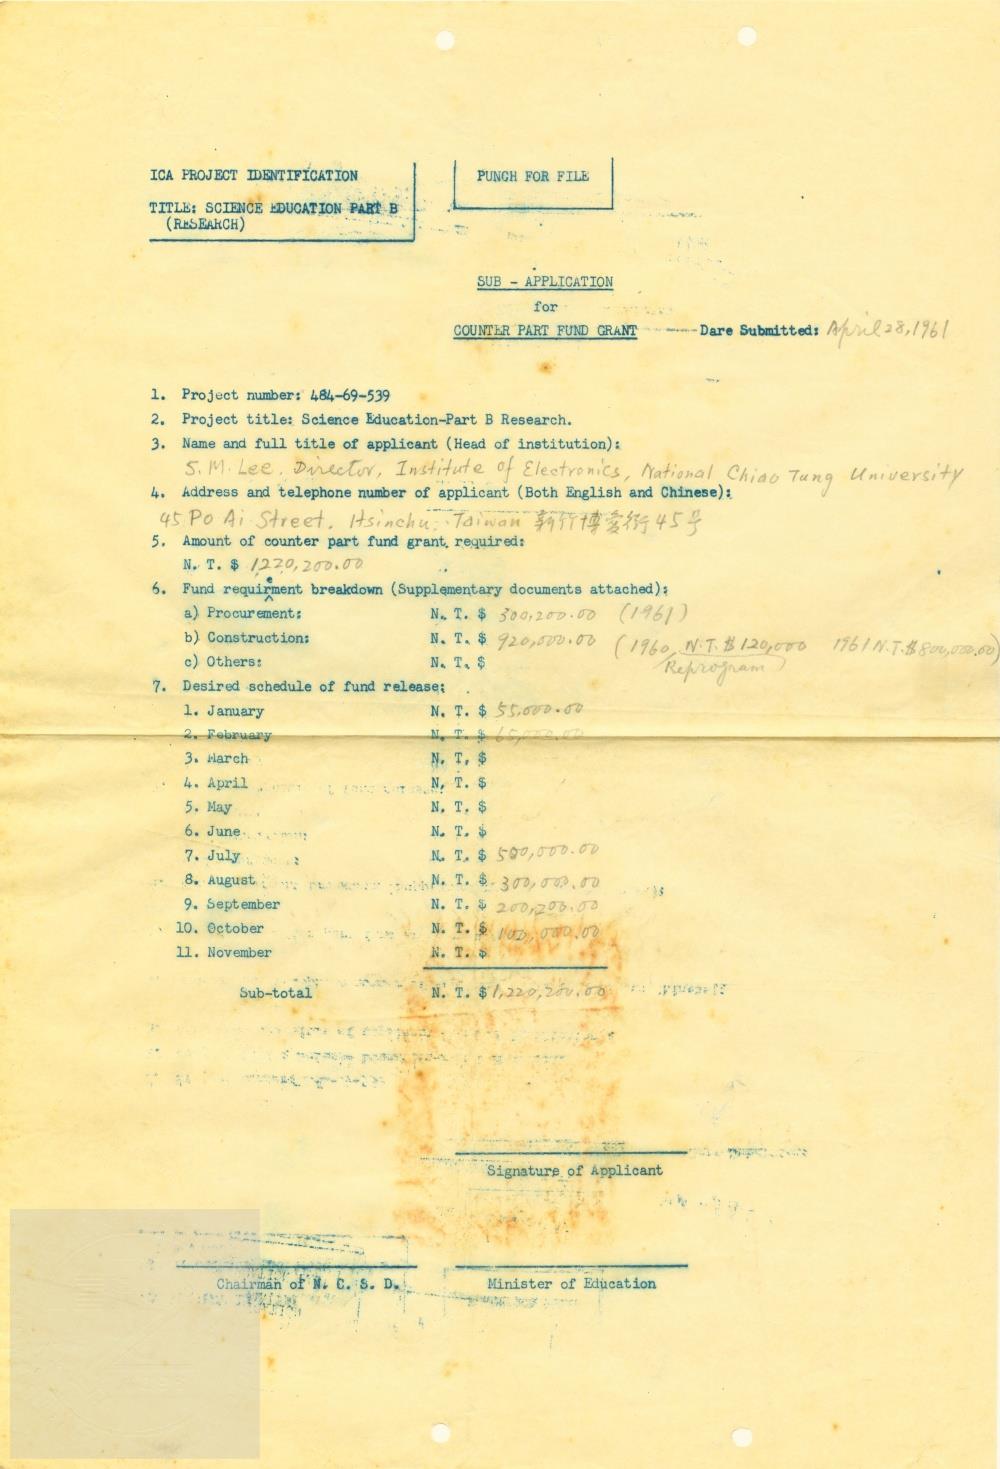 ICA PROJECT IDENTIFICATION
TITLE: SCIENCE EDUCATION PART B
(RESEARCH)
PUNCH FOR FILE
SUB - APPLICATION
for
COUNTER PART FUND GRANT Dare Submitted: April 28, 1961
1. Project number: 484-69-539
2. Project title: Science Education-Part B Research.
3. Name and full title of applicant (Head of institution):
S. M. Lee, Director, Institute of Electronics, National Chiao Tung University
4. Address and telephone number of applicant (Both English and Chinese):
45 Po Ai Street, Hsinchu, Taiwan 新竹博愛街45号
5. Amount of counter part fund grant required:
N. T. $ 1,220,200.00
6. Fund requirement breakdown (Supplementary documents attached):
a) Procurement: N. T. $ 300,200.00 (1961)
b) Construction: N. T. $ 920,000.00 (1960, N.T.$120,000 1961 N.T.$800,000.00)
Reprogram
c) Others: N. T. $
7. Desired schedule of fund release:
1. January N. T. $ 55,000.00
2. February N. T. $ 65,000.00
3. March N. T. $
4. April N. T. $
5. May N. T. $
6. June N. T. $
7. July N. T. $ 500,000.00
8. August N. T. $ 300,000.00
9. September N. T. $ 200,200.00
10. October N. T. $ 100,000.00
11. November N. T. $
Sub-total N. T. $ 1,220,200.00
Signature of Applicant
Chairman of N. C. S. D.
Minister of Education